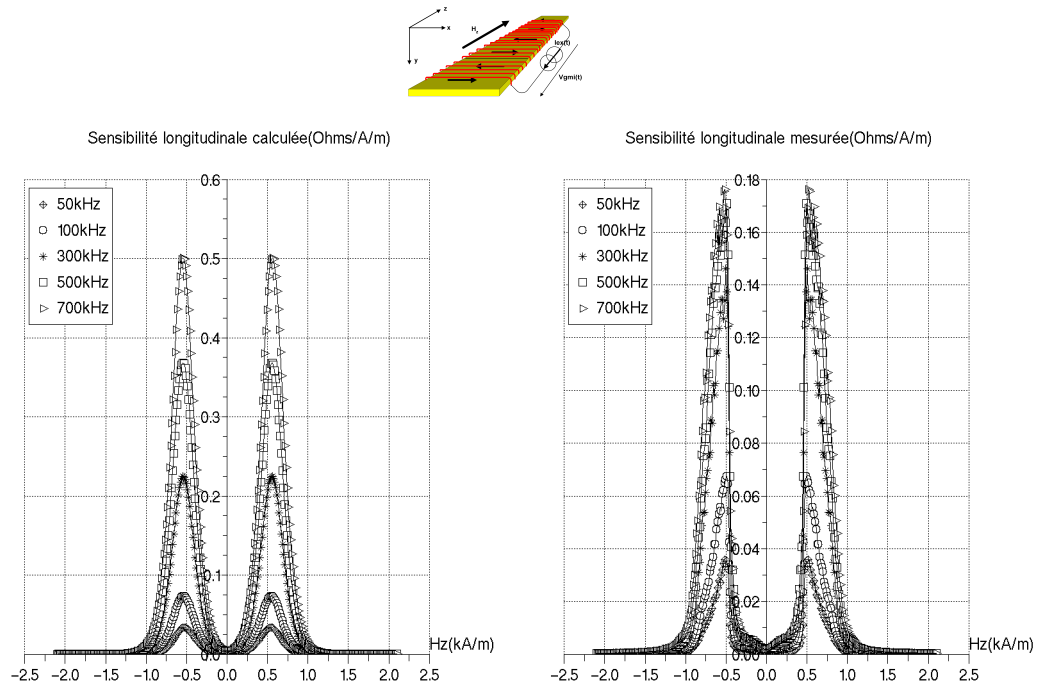 z
x
y
Hz
Iex(t)
Vgmi(t)
Sensibilité longitudinale calculée(Ohms/A/m)
0.6
0.5
0.4
0.3
0.2
0.1
0.0
50kHz
100kHz
300kHz
500kHz
700kHz
Hz(kA/m)
-2.5 -2.0 -1.5 -1.0 -0.5 0.0 0.5 1.0 1.5 2.0 2.5
Sensibilité longitudinale mesurée(Ohms/A/m)
0.18
0.16
0.14
0.12
0.10
0.08
0.06
0.04
0.02
0.00
50kHz
100kHz
300kHz
500kHz
700kHz
Hz(kA/m)
-2.5 -2.0 -1.5 -1.0 -0.5 0.0 0.5 1.0 1.5 2.0 2.5